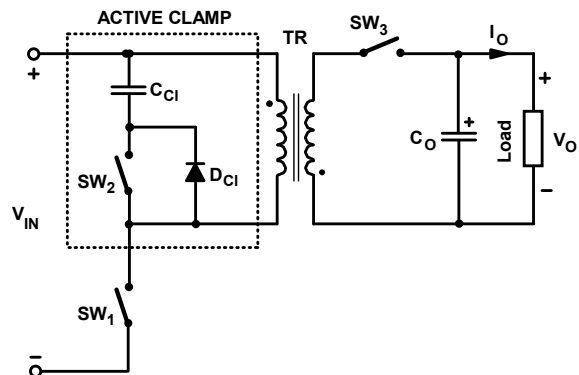 ACTIVE CLAMP
TR
SW3
IO
+
+
CCl
+
CO
Load
VO
SW2
DCl
–
VIN
SW1
–